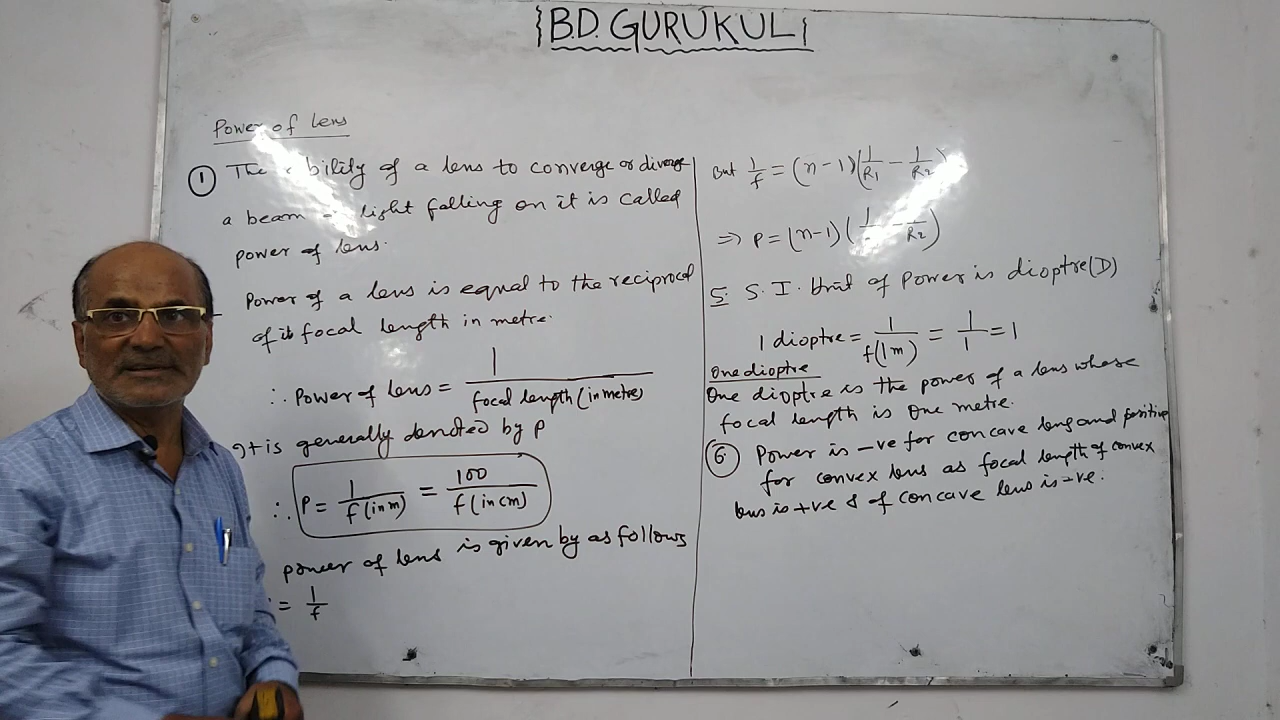 B.D. GURUKUL
Power of lens
① The ability of a lens to converge or diverge
a beam light falling on it is called
power of lens.
Power of a lens is equal to the reciprocal
of its focal length in metre.
∴ Power of lens = 1 / focal length (in metre)
It is generally denoted by P
∴ P = 1 / f (in m) = 100 / f (in cm)
power of lens is given by as follows
= 1 / f
But 1/f = (n-1)(1/R1 - 1/R2)
⇒ P = (n-1)(1/ - 1/R2)
5 S.I. Unit of Power is dioptre(D)
1 dioptre = 1 / f(1m) = 1/1 = 1
One dioptre
One dioptre is the power of a lens whose
focal length is one metre.
⑥ Power is -ve for concave lens and positive
for convex lens as focal length of convex
lens is +ve & of concave lens is -ve.